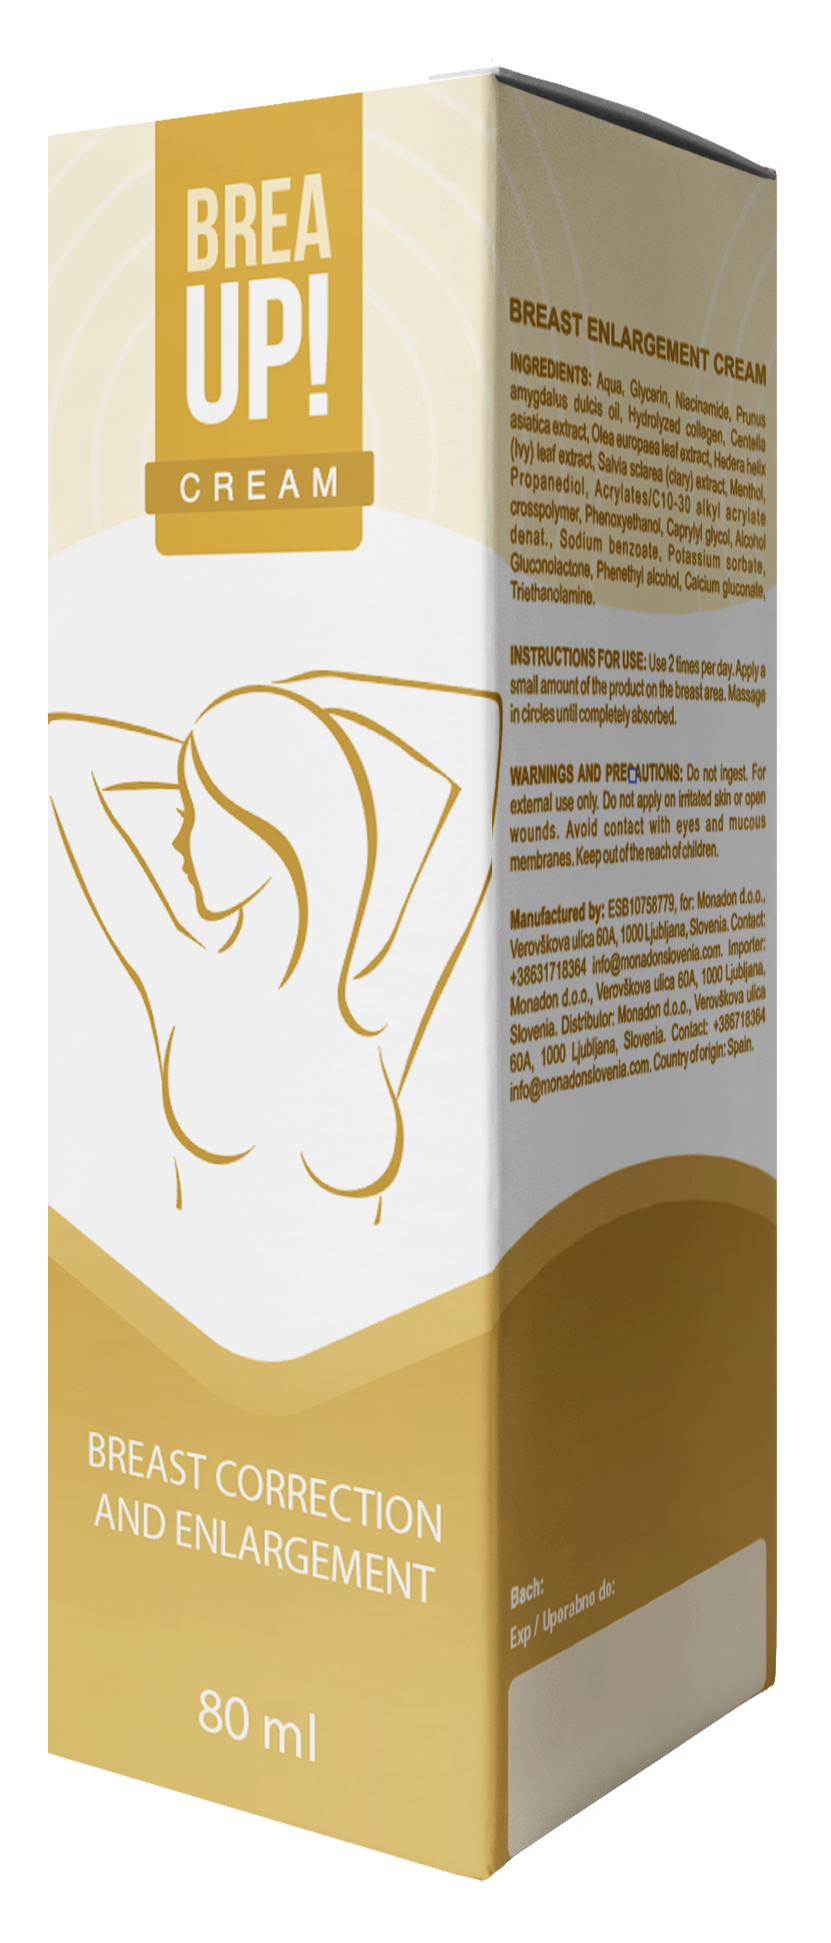 BREA
UP!
CREAM
BREAST CORRECTION
AND ENLARGEMENT
80 ml
BREAST ENLARGEMENT CREAM
INGREDIENTS: Aqua, Glycerin, Niacinamide, Prunus
amygdalus dulcis oil, Hydrolyzed collagen, Centella
asiatica extract, Olea europaea leaf extract, Hedera helix
(Ivy) leaf extract, Salvia sclarea (clary) extract, Menthol,
Propanediol, Acrylates/C10-30 alkyl acrylate
crosspolymer, Phenoxyethanol, Caprylyl glycol, Alcohol
denat., Sodium benzoate, Potassium sorbate,
Gluconolactone, Phenethyl alcohol, Calcium gluconate,
Triethanolamine.
INSTRUCTIONS FOR USE: Use 2 times per day. Apply a
small amount of the product on the breast area. Massage
in circles until completely absorbed.
WARNINGS AND PRECAUTIONS: Do not ingest. For
external use only. Do not apply on irritated skin or open
wounds. Avoid contact with eyes and mucous
membranes. Keep out of the reach of children.
Manufactured by: ESB10758779, for: Monadon d.o.o.,
Verovškova ulica 60A, 1000 Ljubljana, Slovenia. Contact:
+38631718364 info@monadonslovenia.com. Importer:
Monadon d.o.o., Verovškova ulica 60A, 1000 Ljubljana,
Slovenia. Distributor: Monadon d.o.o., Verovškova ulica
60A, 1000 Ljubljana, Slovenia. Contact: +386718364
info@monadonslovenia.com. Country of origin: Spain.
Bach:
Exp / Uporabno do: